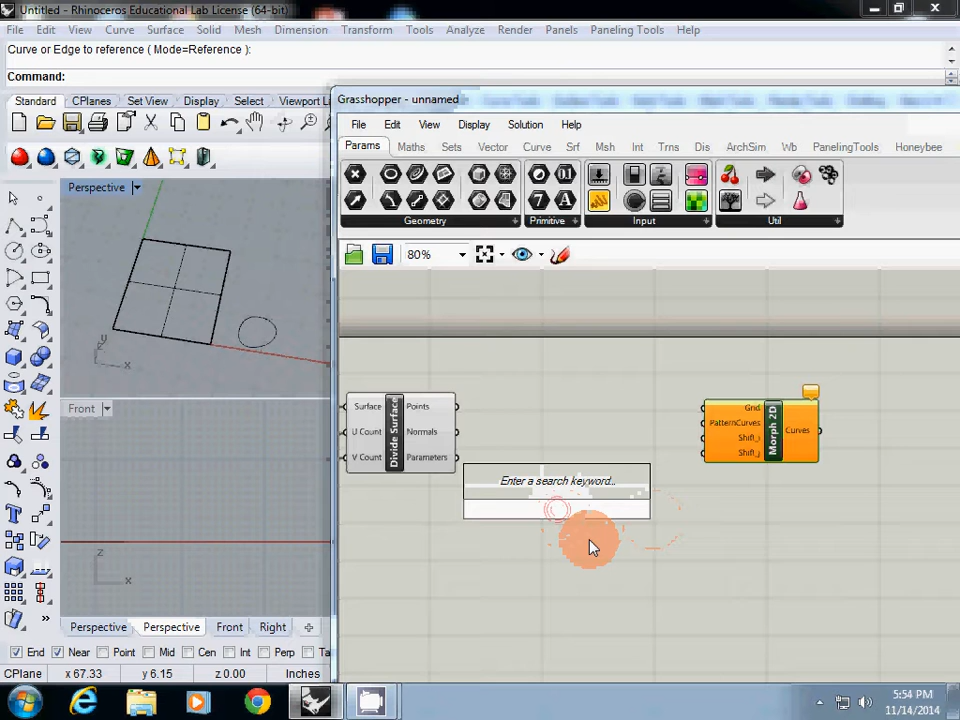 Untitled - Rhinoceros Educational Lab License (64-bit)
File Edit View Curve Surface Solid Mesh Dimension Transform Tools Analyze Render Panels Paneling Tools Help
Curve or Edge to reference ( Mode=Reference ):
Command:
Standard CPlanes Set View Display Select Viewport L
Grasshopper - unnamed
File Edit View Display Solution Help
Params Maths Sets Vector Curve Srf Msh Int Trns Dis ArchSim Wb PanelingTools Honeybee
Geometry Primitive Input Util
80%
Perspective
Y
Z
X
Front
Z
X
Surface
U Count
V Count
Divide Surface
Points
Normals
Parameters
Enter a search keyword...
Grid
PatternCurves
Shift_i
Shift_j
Morph 2D
Curves
Perspective Perspective Front Right
End Near Point Mid Cen Int Perp Ta
CPlane x 67.33 y 6.15 z 0.00 Inches
5:54 PM
11/14/2014